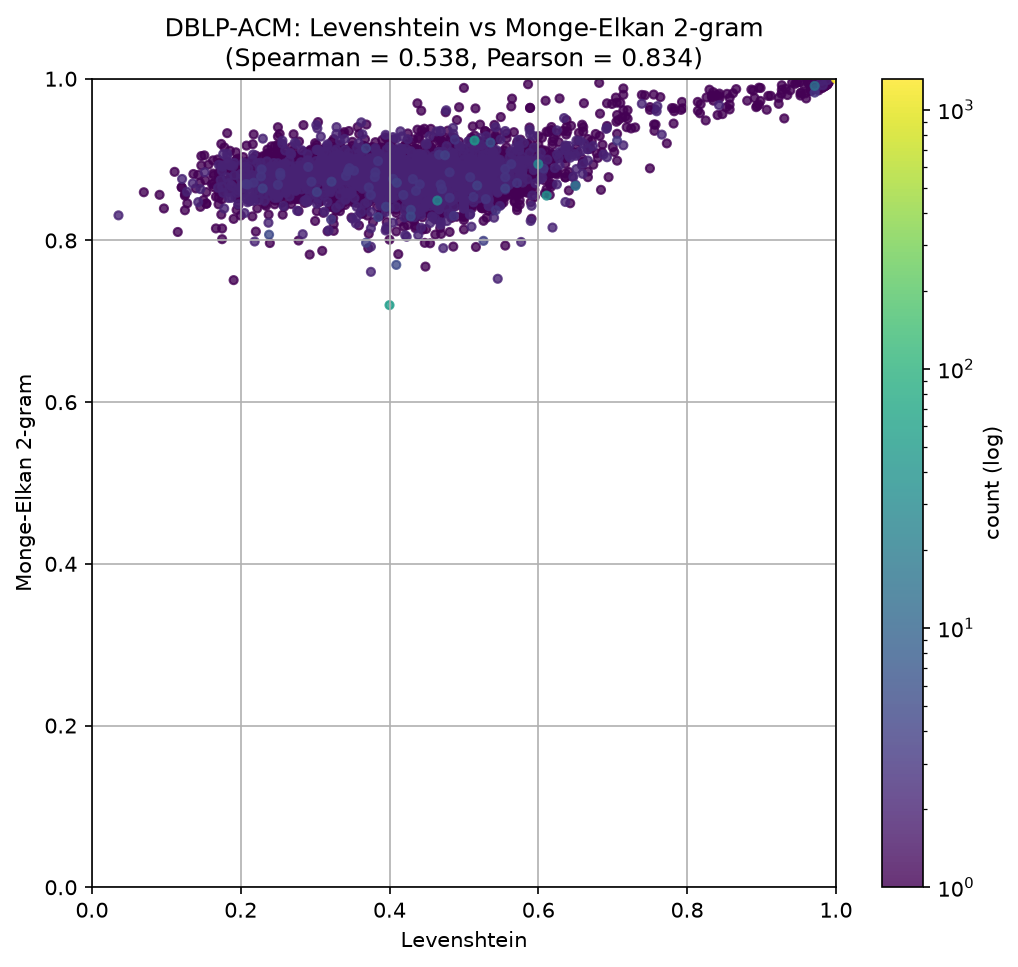 DBLP-ACM: Levenshtein vs Monge-Elkan 2-gram
(Spearman = 0.538, Pearson = 0.834)
Monge-Elkan 2-gram
1.0
0.8
0.6
0.4
0.2
0.0
0.0 0.2 0.4 0.6 0.8 1.0
Levenshtein
10³
10²
10¹
10⁰
count (log)